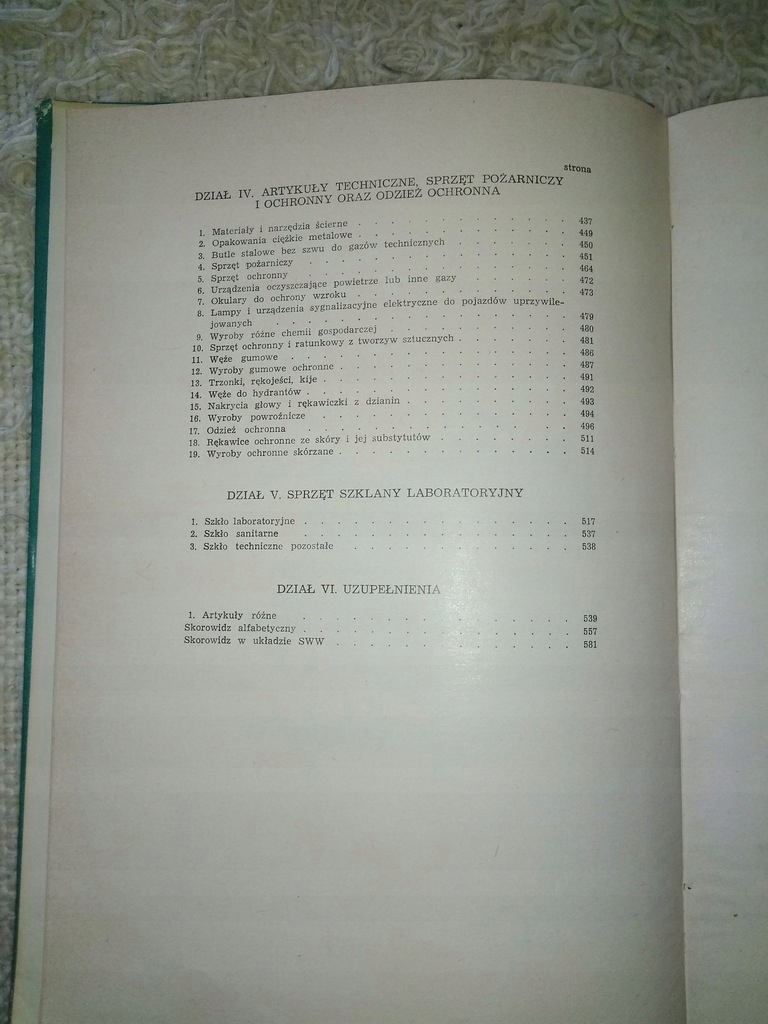 strona
DZIAŁ IV. ARTYKUŁY TECHNICZNE, SPRZĘT POŻARNICZY
I OCHRONNY ORAZ ODZIEŻ OCHRONNA
1. Materiały i narzędzia ścierne . . . . . . . . . . . . 437
2. Opakowania ciężkie metalowe . . . . . . . . . . . . 449
3. Butle stalowe bez szwu do gazów technicznych . . . . . . . 450
4. Sprzęt pożarniczy . . . . . . . . . . . . . . 451
5. Sprzęt ochronny . . . . . . . . . . . . . . 464
6. Urządzenia oczyszczające powietrze lub inne gazy . . . . . . 472
7. Okulary do ochrony wzroku . . . . . . . . . . . . 473
8. Lampy i urządzenia sygnalizacyjne elektryczne do pojazdów uprzywile-
jowanych . . . . . . . . . . . . . . . . 479
9. Wyroby różne chemii gospodarczej . . . . . . . . . . 480
10. Sprzęt ochronny i ratunkowy z tworzyw sztucznych . . . . . . 481
11. Węże gumowe . . . . . . . . . . . . . . . 486
12. Wyroby gumowe ochronne . . . . . . . . . . . . . 487
13. Trzonki, rękojeści, kije . . . . . . . . . . . . . 491
14. Węże do hydrantów . . . . . . . . . . . . . . 492
15. Nakrycia głowy i rękawiczki z dzianin . . . . . . . . . 493
16. Wyroby powroźnicze . . . . . . . . . . . . . 494
17. Odzież ochronna . . . . . . . . . . . . . . 496
18. Rękawice ochronne ze skóry i jej substytutów . . . . . . . 511
19. Wyroby ochronne skórzane . . . . . . . . . . . . 514
DZIAŁ V. SPRZĘT SZKLANY LABORATORYJNY
1. Szkło laboratoryjne . . . . . . . . . . . . . . 517
2. Szkło sanitarne . . . . . . . . . . . . . . 537
3. Szkło techniczne pozostałe . . . . . . . . . . . . 538
DZIAŁ VI. UZUPEŁNIENIA
1. Artykuły różne . . . . . . . . . . . . . . 539
Skorowidz alfabetyczny . . . . . . . . . . . . . . 557
Skorowidz w układzie SWW . . . . . . . . . . . . . 581